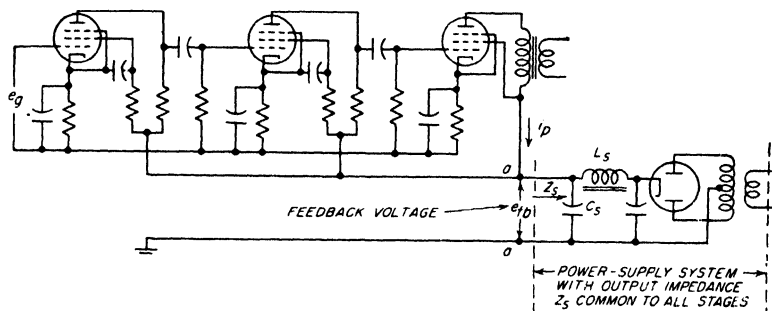 e_g
i_p
a
Z_s
L_s
C_s
FEEDBACK VOLTAGE
e_fb
a
POWER-SUPPLY SYSTEM
WITH OUTPUT IMPEDANCE
Z_S COMMON TO ALL STAGES